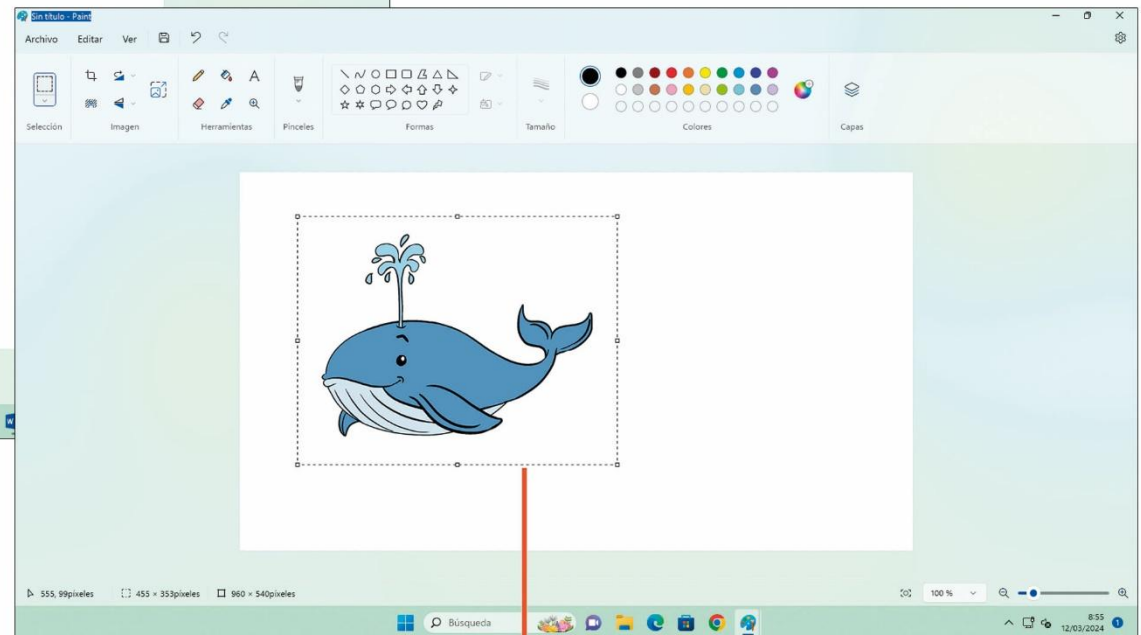 Sin título - Paint
Archivo Editar Ver
Selección Imagen Herramientas Pinceles Formas Tamaño Colores Capas
555, 99píxeles 455 × 353píxeles 960 × 540píxeles 100 %
Búsqueda
8:55
12/03/2024 1